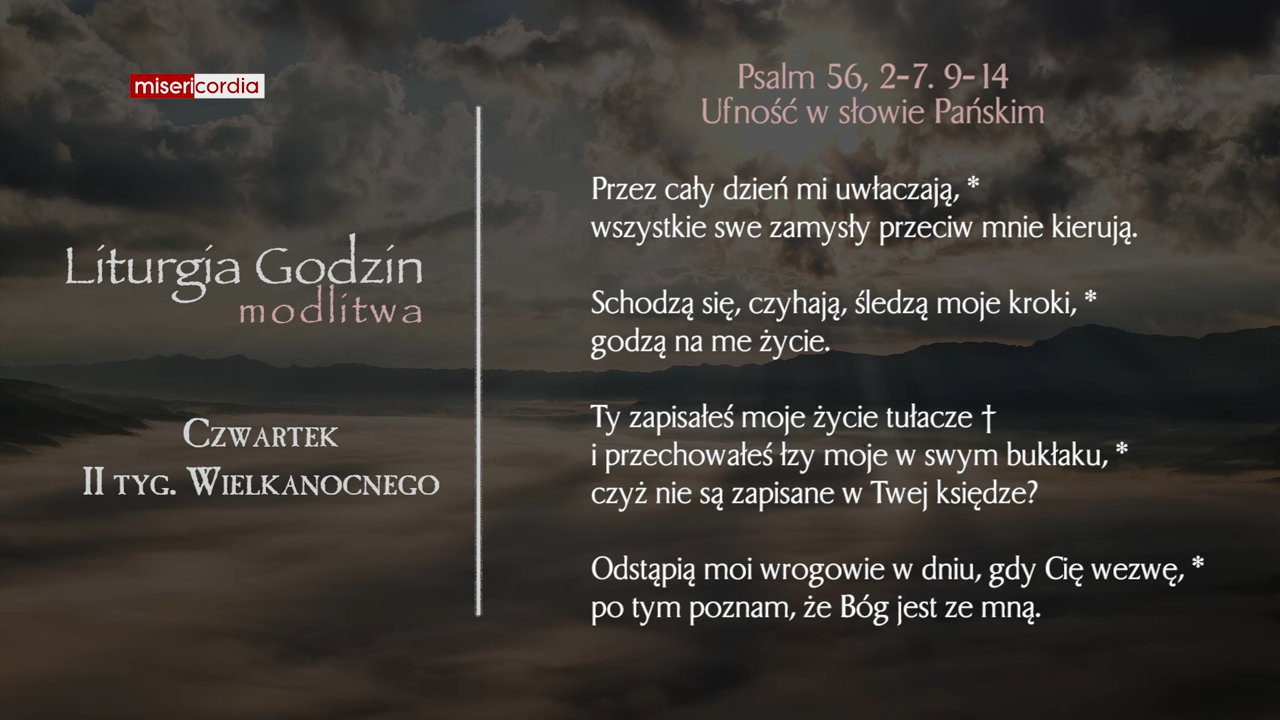 misericordia
Liturgia Godzin
modlitwa
Czwartek
II tyg. Wielkanocnego
Psalm 56, 2-7. 9-14
Ufność w słowie Pańskim
Przez cały dzień mi uwłaczają, *
wszystkie swe zamysły przeciw mnie kierują.
Schodzą się, czyhają, śledzą moje kroki, *
godzą na me życie.
Ty zapisałeś moje życie tułacze †
i przechowałeś łzy moje w swym bukłaku, *
czyż nie są zapisane w Twej księdze?
Odstąpią moi wrogowie w dniu, gdy Cię wezwę, *
po tym poznam, że Bóg jest ze mną.